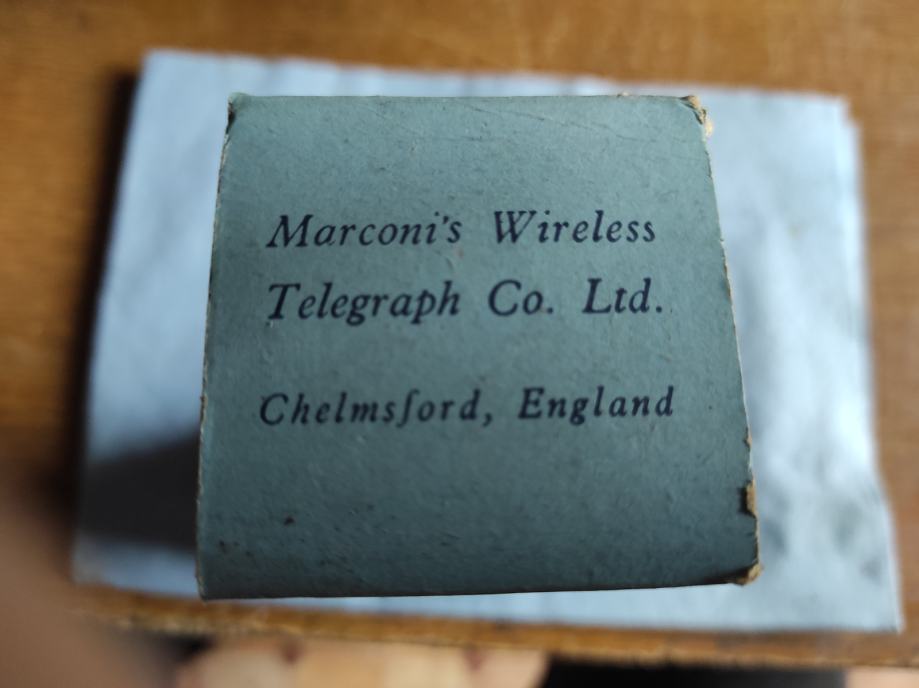 Marconi's Wireless
Telegraph Co. Ltd.
Chelmsford, England